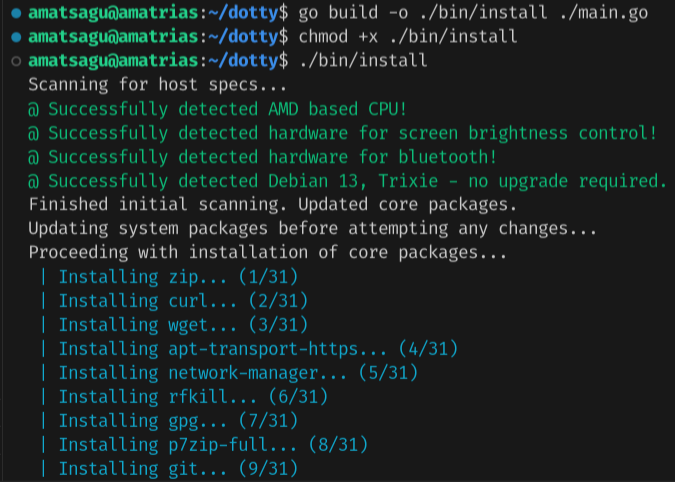 amatsagu@amatrias:~/dotty$ go build -o ./bin/install ./main.go
amatsagu@amatrias:~/dotty$ chmod +x ./bin/install
amatsagu@amatrias:~/dotty$ ./bin/install
Scanning for host specs...
@ Successfully detected AMD based CPU!
@ Successfully detected hardware for screen brightness control!
@ Successfully detected hardware for bluetooth!
@ Successfully detected Debian 13, Trixie - no upgrade required.
Finished initial scanning. Updated core packages.
Updating system packages before attempting any changes...
Proceeding with installation of core packages...
| Installing zip... (1/31)
| Installing curl... (2/31)
| Installing wget... (3/31)
| Installing apt-transport-https... (4/31)
| Installing network-manager... (5/31)
| Installing rfkill... (6/31)
| Installing gpg... (7/31)
| Installing p7zip-full... (8/31)
| Installing git... (9/31)